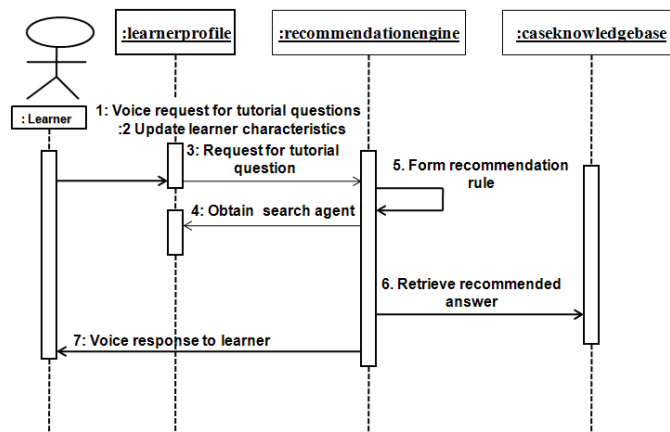 :learnerprofile
:recommendationengine
:caseknowledgebase
: Learner
1: Voice request for tutorial questions
:2 Update learner characteristics
3: Request for tutorial
question
5. Form recommendation
rule
4: Obtain search agent
6. Retrieve recommended
answer
7: Voice response to learner